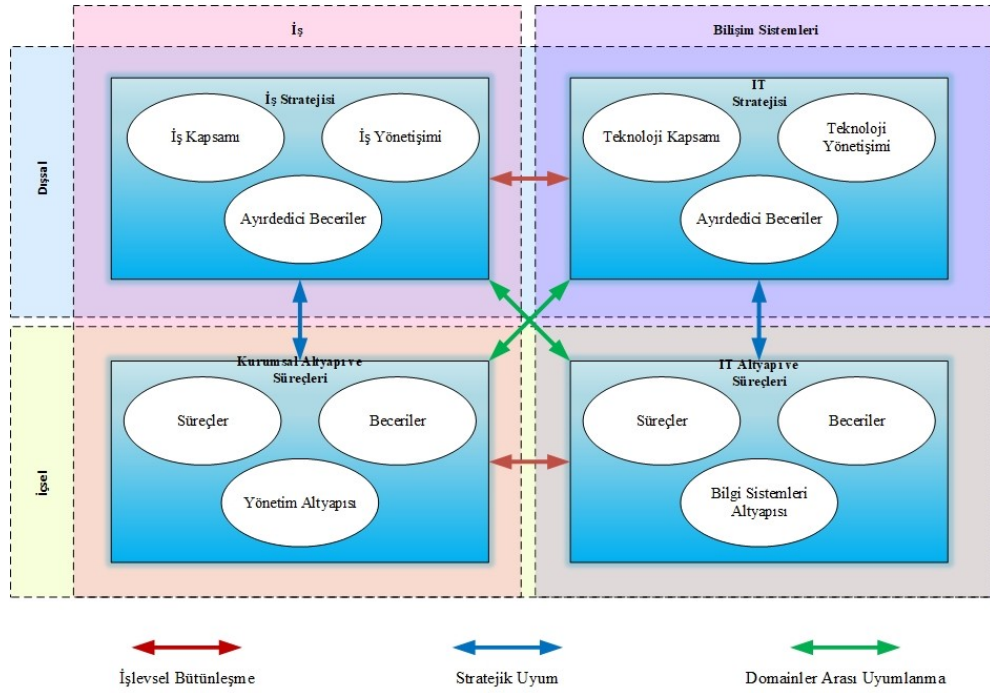 İş
Bilişim Sistemleri
Dışsal
İş Stratejisi
İş Kapsamı
İş Yönetişimi
Ayırdedici Beceriler
IT
Stratejisi
Teknoloji Kapsamı
Teknoloji
Yönetişimi
Ayırdedici Beceriler
İçsel
Kurumsal Altyapı ve
Süreçleri
Süreçler
Beceriler
Yönetim Altyapısı
IT Altyapı ve
Süreçleri
Süreçler
Beceriler
Bilgi Sistemleri
Altyapısı
İşlevsel Bütünleşme
Stratejik Uyum
Domainler Arası Uyumlanma